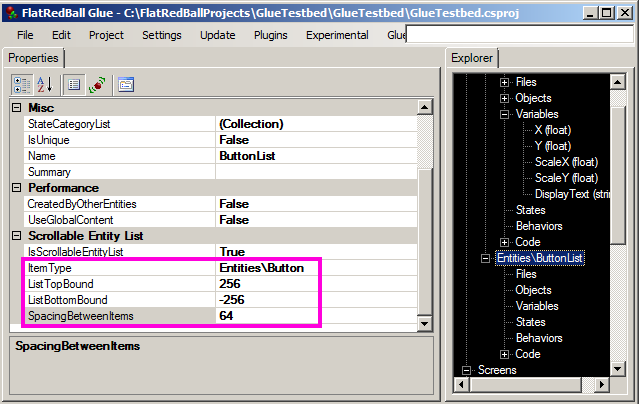 FlatRedBall Glue - C:\FlatRedBallProjects\GlueTestbed\GlueTestbed\GlueTestbed.csproj
File Edit Project Settings Update Plugins Experimental Glue
Properties
Misc
StateCategoryList (Collection)
IsUnique False
Name ButtonList
Summary
Performance
CreatedByOtherEntities False
UseGlobalContent False
Scrollable Entity List
IsScrollableEntityList True
ItemType Entities\Button
ListTopBound 256
ListBottomBound -256
SpacingBetweenItems 64
SpacingBetweenItems
Explorer
Files
Objects
Variables
X (float)
Y (float)
ScaleX (float)
ScaleY (float)
DisplayText (strin
States
Behaviors
Code
Entities\ButtonList
Files
Objects
Variables
States
Behaviors
Code
Screens